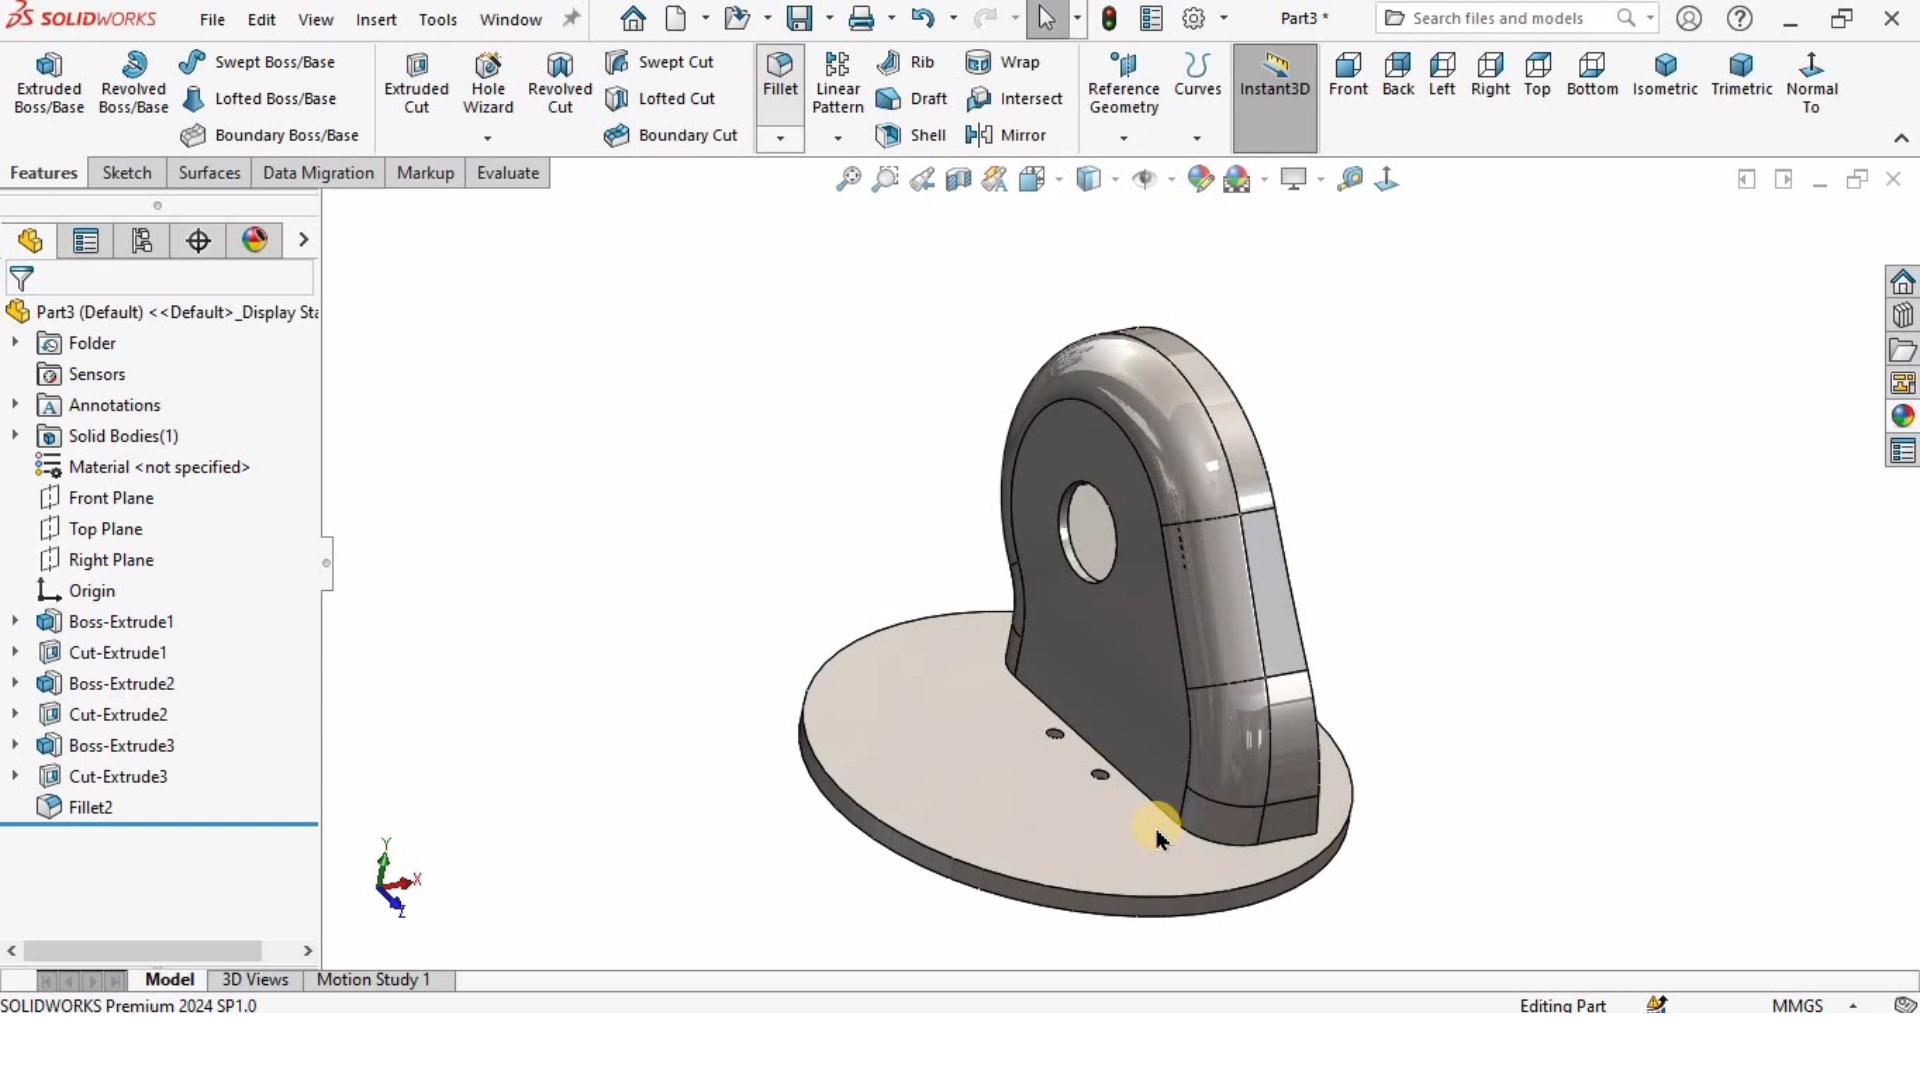 SOLIDWORKS File Edit View Insert Tools Window Part3 * Search files and models
Extruded Boss/Base
Revolved Boss/Base
Swept Boss/Base
Lofted Boss/Base
Boundary Boss/Base
Extruded Cut
Hole Wizard
Revolved Cut
Swept Cut
Lofted Cut
Boundary Cut
Fillet
Linear Pattern
Rib
Draft
Shell
Wrap
Intersect
Mirror
Reference Geometry
Curves
Instant3D
Front
Back
Left
Right
Top
Bottom
Isometric
Trimetric
Normal To
Features Sketch Surfaces Data Migration Markup Evaluate
Part3 (Default) <<Default>_Display Sta
Folder
Sensors
Annotations
Solid Bodies(1)
Material <not specified>
Front Plane
Top Plane
Right Plane
Origin
Boss-Extrude1
Cut-Extrude1
Boss-Extrude2
Cut-Extrude2
Boss-Extrude3
Cut-Extrude3
Fillet2
Y
X
Z
Model 3D Views Motion Study 1
SOLIDWORKS Premium 2024 SP1.0 Editing Part MMGS